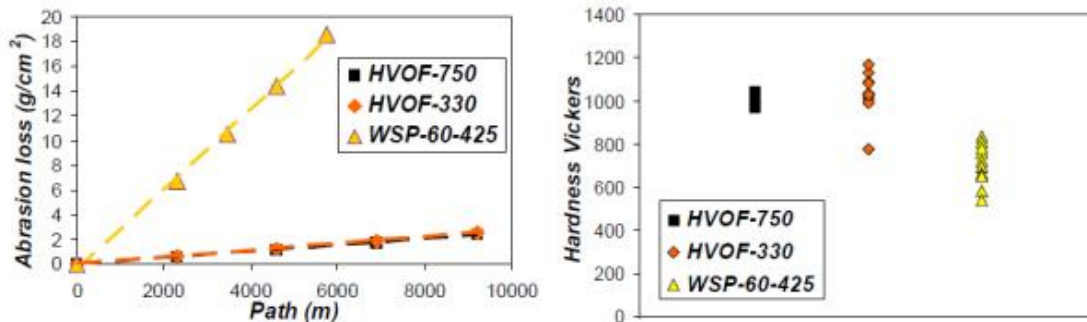 Abrasion loss (g/cm²)
20
18
16
14
12
10
8
6
4
2
0
HVOF-750
HVOF-330
WSP-60-425
0 2000 4000 6000 8000 10000
Path (m)
Hardness Vickers
1400
1200
1000
800
600
400
200
0
HVOF-750
HVOF-330
WSP-60-425